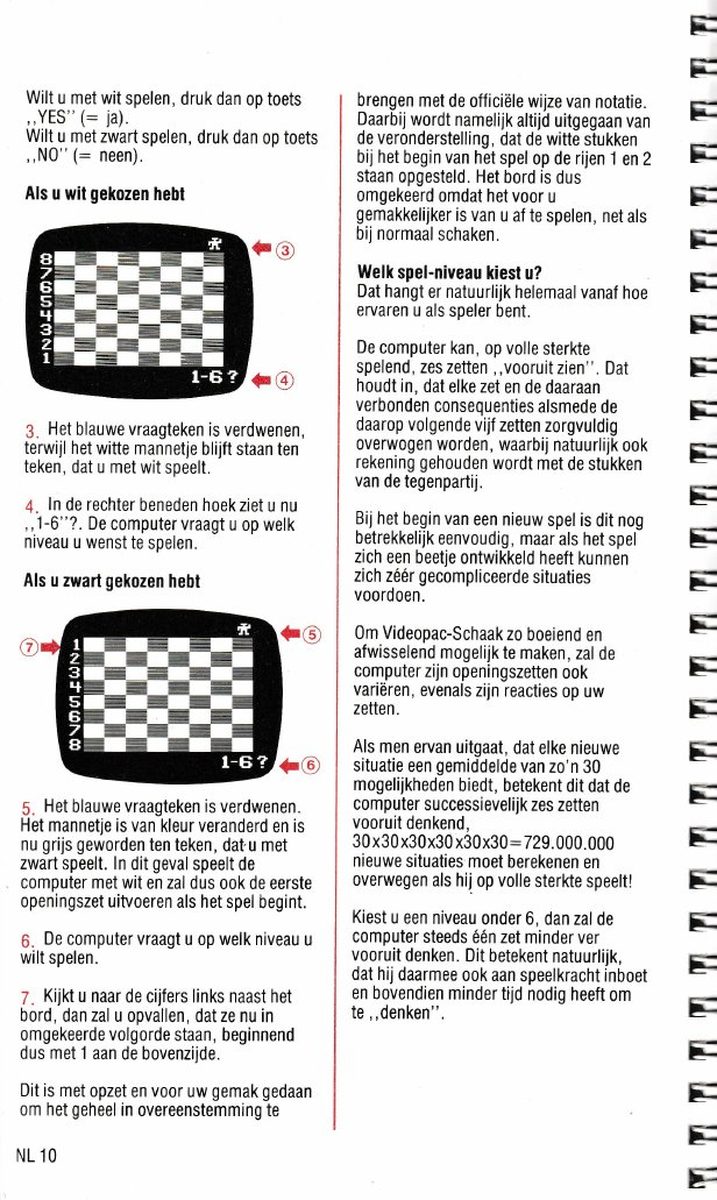 Wilt u met wit spelen, druk dan op toets
,,YES'' (= ja).
Wilt u met zwart spelen, druk dan op toets
,,NO'' (= neen).
Als u wit gekozen hebt
3
8
7
6
5
4
3
2
1
1-6?
4
3. Het blauwe vraagteken is verdwenen,
terwijl het witte mannetje blijft staan ten
teken, dat u met wit speelt.
4. In de rechter beneden hoek ziet u nu
,,1-6''?. De computer vraagt u op welk
niveau u wenst te spelen.
Als u zwart gekozen hebt
5
7
1
2
3
4
5
6
7
8
1-6?
6
5. Het blauwe vraagteken is verdwenen.
Het mannetje is van kleur veranderd en is
nu grijs geworden ten teken, dat u met
zwart speelt. In dit geval speelt de
computer met wit en zal dus ook de eerste
openingszet uitvoeren als het spel begint.
6. De computer vraagt u op welk niveau u
wilt spelen.
7. Kijkt u naar de cijfers links naast het
bord, dan zal u opvallen, dat ze nu in
omgekeerde volgorde staan, beginnend
dus met 1 aan de bovenzijde.
Dit is met opzet en voor uw gemak gedaan
om het geheel in overeenstemming te
brengen met de officiële wijze van notatie.
Daarbij wordt namelijk altijd uitgegaan van
de veronderstelling, dat de witte stukken
bij het begin van het spel op de rijen 1 en 2
staan opgesteld. Het bord is dus
omgekeerd omdat het voor u
gemakkelijker is van u af te spelen, net als
bij normaal schaken.
Welk spel-niveau kiest u?
Dat hangt er natuurlijk helemaal vanaf hoe
ervaren u als speler bent.
De computer kan, op volle sterkte
spelend, zes zetten ,,vooruit zien''. Dat
houdt in, dat elke zet en de daaraan
verbonden consequenties alsmede de
daarop volgende vijf zetten zorgvuldig
overwogen worden, waarbij natuurlijk ook
rekening gehouden wordt met de stukken
van de tegenpartij.
Bij het begin van een nieuw spel is dit nog
betrekkelijk eenvoudig, maar als het spel
zich een beetje ontwikkeld heeft kunnen
zich zéér gecompliceerde situaties
voordoen.
Om Videopac-Schaak zo boeiend en
afwisselend mogelijk te maken, zal de
computer zijn openingszetten ook
variëren, evenals zijn reacties op uw
zetten.
Als men ervan uitgaat, dat elke nieuwe
situatie een gemiddelde van zo'n 30
mogelijkheden biedt, betekent dit dat de
computer successievelijk zes zetten
vooruit denkend,
30x30x30x30x30x30=729.000.000
nieuwe situaties moet berekenen en
overwegen als hij op volle sterkte speelt!
Kiest u een niveau onder 6, dan zal de
computer steeds één zet minder ver
vooruit denken. Dit betekent natuurlijk,
dat hij daarmee ook aan speelkracht inboet
en bovendien minder tijd nodig heeft om
te ,,denken''.
NL 10